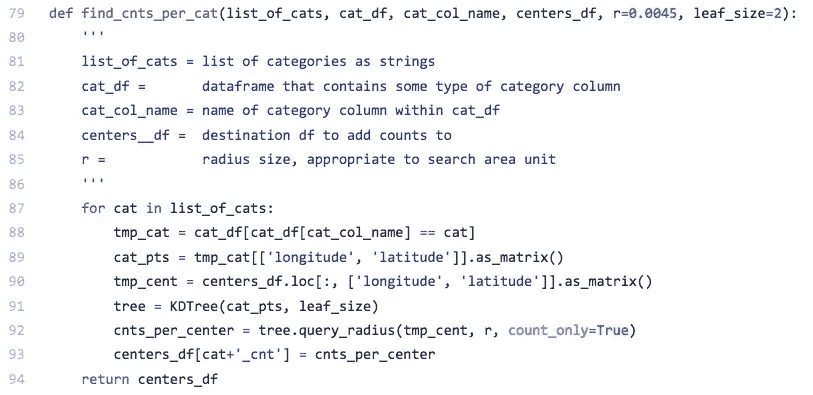 79 def find_cnts_per_cat(list_of_cats, cat_df, cat_col_name, centers_df, r=0.0045, leaf_size=2):
80     '''
81     list_of_cats = list of categories as strings
82     cat_df =       dataframe that contains some type of category column
83     cat_col_name = name of category column within cat_df
84     centers__df =  destination df to add counts to
85     r =            radius size, appropriate to search area unit
86     '''
87     for cat in list_of_cats:
88         tmp_cat = cat_df[cat_df[cat_col_name] == cat]
89         cat_pts = tmp_cat[['longitude', 'latitude']].as_matrix()
90         tmp_cent = centers_df.loc[:, ['longitude', 'latitude']].as_matrix()
91         tree = KDTree(cat_pts, leaf_size)
92         cnts_per_center = tree.query_radius(tmp_cent, r, count_only=True)
93         centers_df[cat+'_cnt'] = cnts_per_center
94     return centers_df